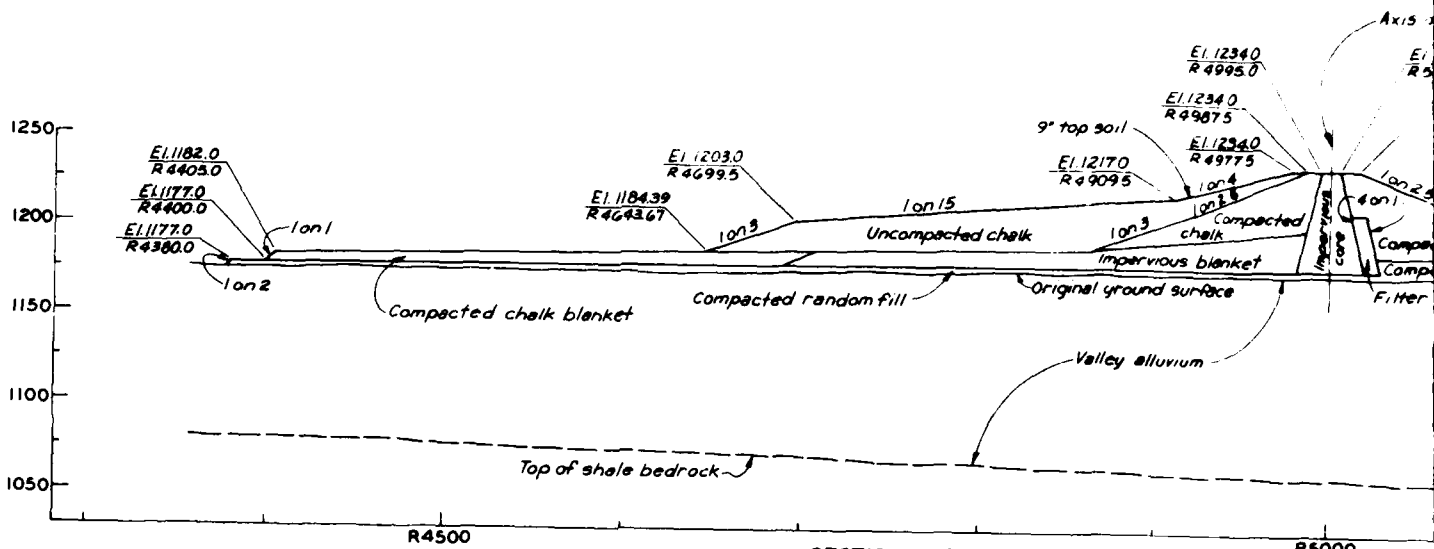 Axis
El. 1234.0
R 4995.0
El.
R 5
El. 1234.0
R 4987.5
9" top soil
1250
El. 1182.0
R 4405.0
El. 1203.0
R 4699.5
El. 1217.0
R 4909.5
El. 1234.0
R 4977.5
1 on 4
1 on 2.5
El. 1177.0
R 4400.0
El. 1184.39
R 4643.67
1 on 15
1200
El. 1177.0
R 4380.0
1 on 1
1 on 3
Uncompacted chalk
1 on 3
Compacted
chalk
Impervious
core
4 on 1
Compa
Impervious blanket
Compa
1 on 2
Compacted chalk blanket
Compacted random fill
Original ground surface
Filter
1150
Valley alluvium
1100
Top of shale bedrock
1050
R4500
R5000